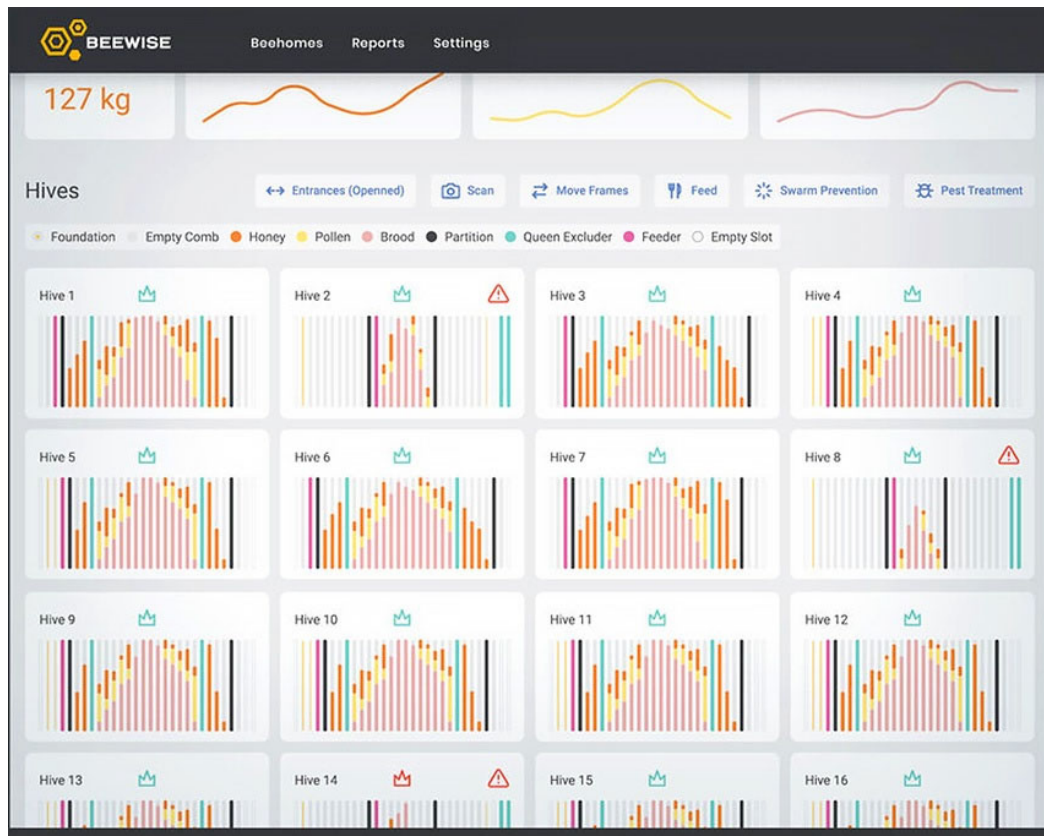 BEEWISE Beehomes Reports Settings
127 kg
Hives Entrances (Openned) Scan Move Frames Feed Swarm Prevention Pest Treatment
Foundation Empty Comb Honey Pollen Brood Partition Queen Excluder Feeder Empty Slot
Hive 1 Hive 2 Hive 3 Hive 4
Hive 5 Hive 6 Hive 7 Hive 8
Hive 9 Hive 10 Hive 11 Hive 12
Hive 13 Hive 14 Hive 15 Hive 16